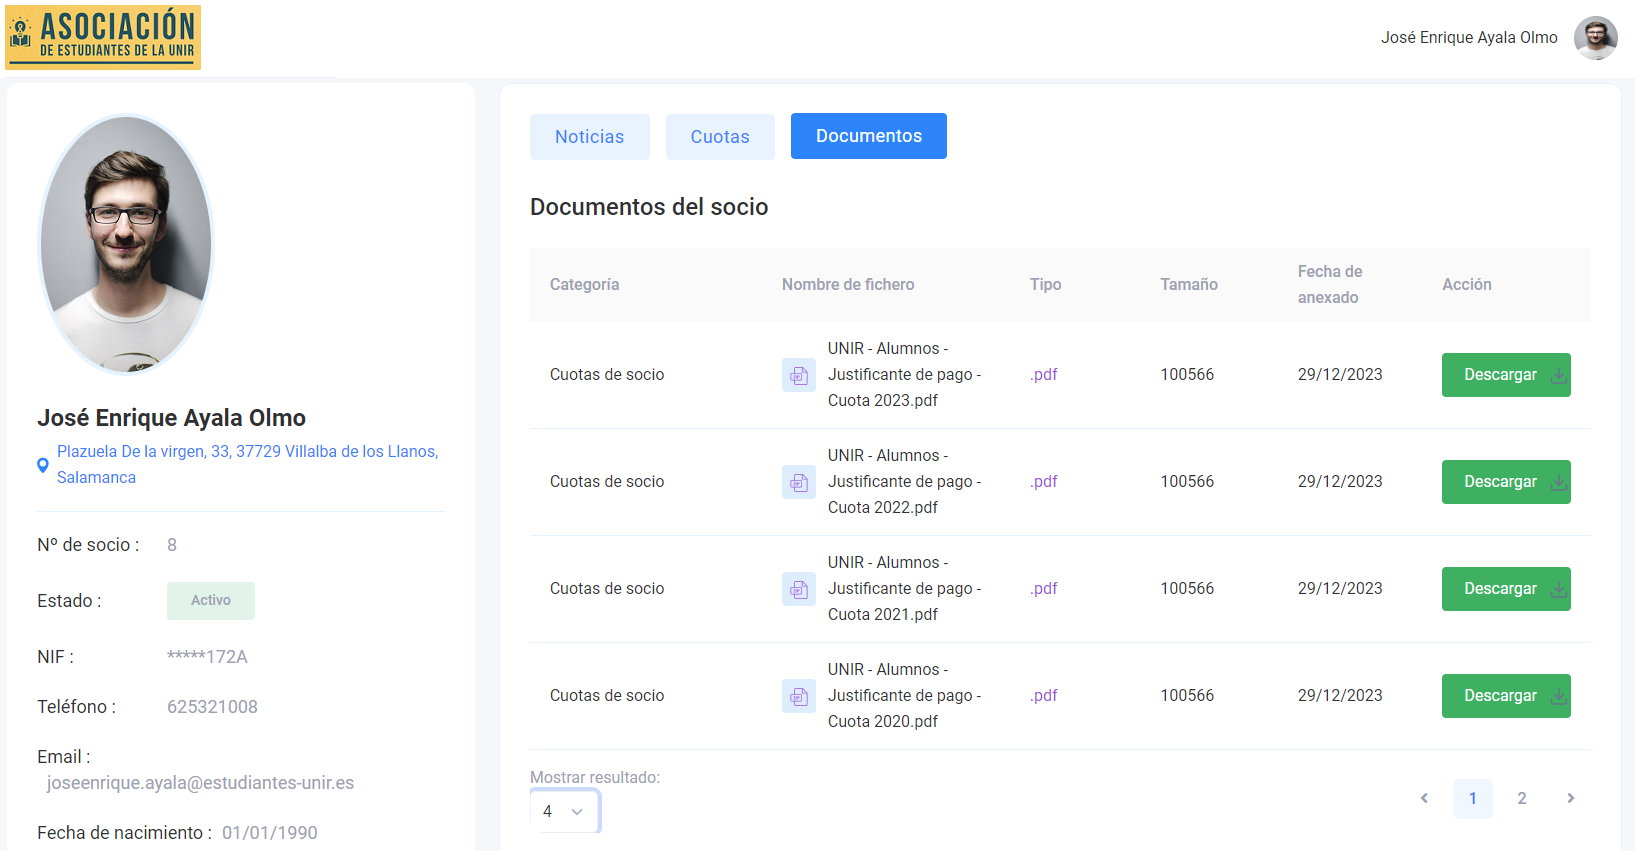 ASOCIACIÓN
DE ESTUDIANTES DE LA UNIR
José Enrique Ayala Olmo
José Enrique Ayala Olmo
Plazuela De la virgen, 33, 37729 Villalba de los Llanos,
Salamanca
Nº de socio : 8
Estado : Activo
NIF : *****172A
Teléfono : 625321008
Email :
joseenrique.ayala@estudiantes-unir.es
Fecha de nacimiento : 01/01/1990
Noticias Cuotas Documentos
Documentos del socio
Categoría Nombre de fichero Tipo Tamaño Fecha de anexado Acción
Cuotas de socio UNIR - Alumnos - Justificante de pago - Cuota 2023.pdf .pdf 100566 29/12/2023 Descargar
Cuotas de socio UNIR - Alumnos - Justificante de pago - Cuota 2022.pdf .pdf 100566 29/12/2023 Descargar
Cuotas de socio UNIR - Alumnos - Justificante de pago - Cuota 2021.pdf .pdf 100566 29/12/2023 Descargar
Cuotas de socio UNIR - Alumnos - Justificante de pago - Cuota 2020.pdf .pdf 100566 29/12/2023 Descargar
Mostrar resultado:
4
1 2